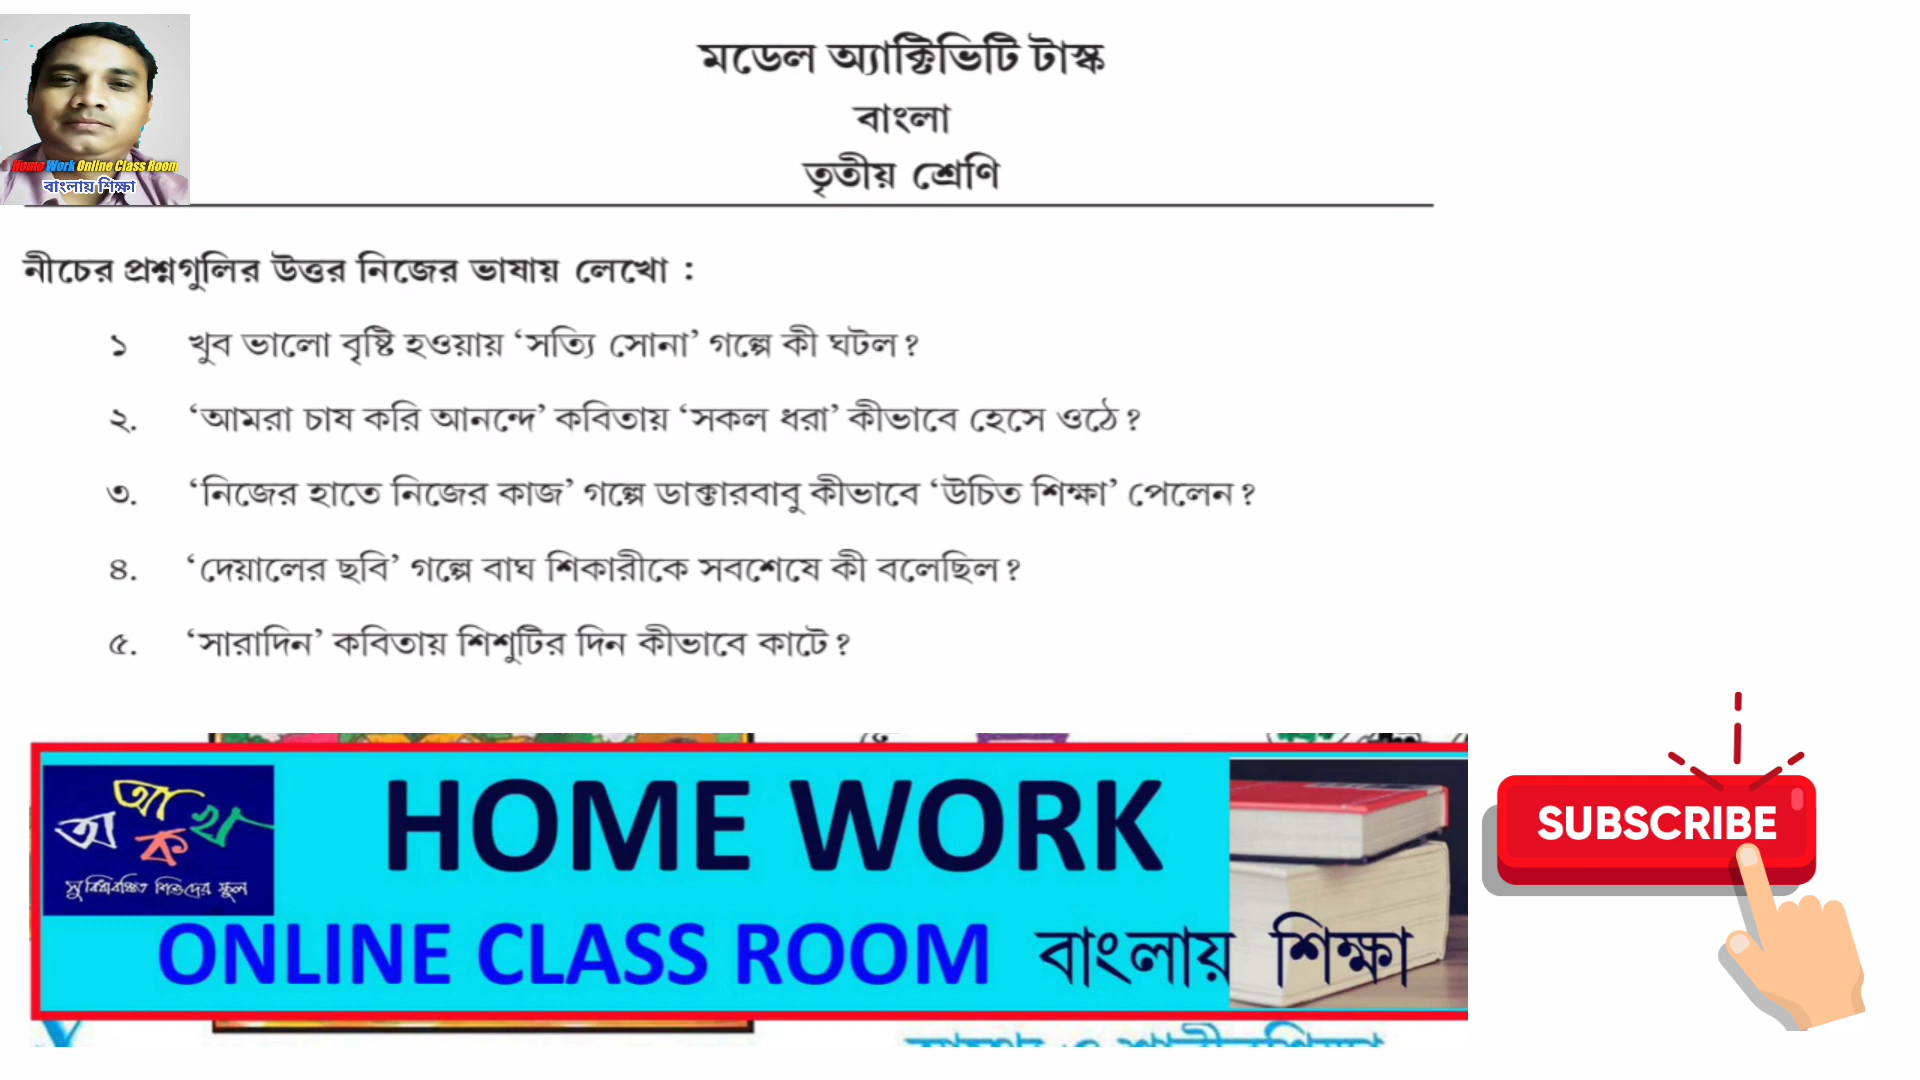 মডেল অ্যাক্টিভিটি টাস্ক
বাংলা
তৃতীয় শ্রেণি
Home Work Online Class Room
বাংলায় শিক্ষা
নীচের প্রশ্নগুলির উত্তর নিজের ভাষায় লেখো :
১ খুব ভালো বৃষ্টি হওয়ায় ‘সত্যি সোনা’ গল্পে কী ঘটল?
২. ‘আমরা চাষ করি আনন্দে’ কবিতায় ‘সকল ধরা’ কীভাবে হেসে ওঠে?
৩. ‘নিজের হাতে নিজের কাজ’ গল্পে ডাক্তারবাবু কীভাবে ‘উচিত শিক্ষা’ পেলেন?
৪. ‘দেয়ালের ছবি’ গল্পে বাঘ শিকারীকে সবশেষে কী বলেছিল?
৫. ‘সারাদিন’ কবিতায় শিশুটির দিন কীভাবে কাটে?
অ আ ক খ
সুবিধাবঞ্চিত শিশুদের স্কুল
HOME WORK
ONLINE CLASS ROOM বাংলায় শিক্ষা
SUBSCRIBE